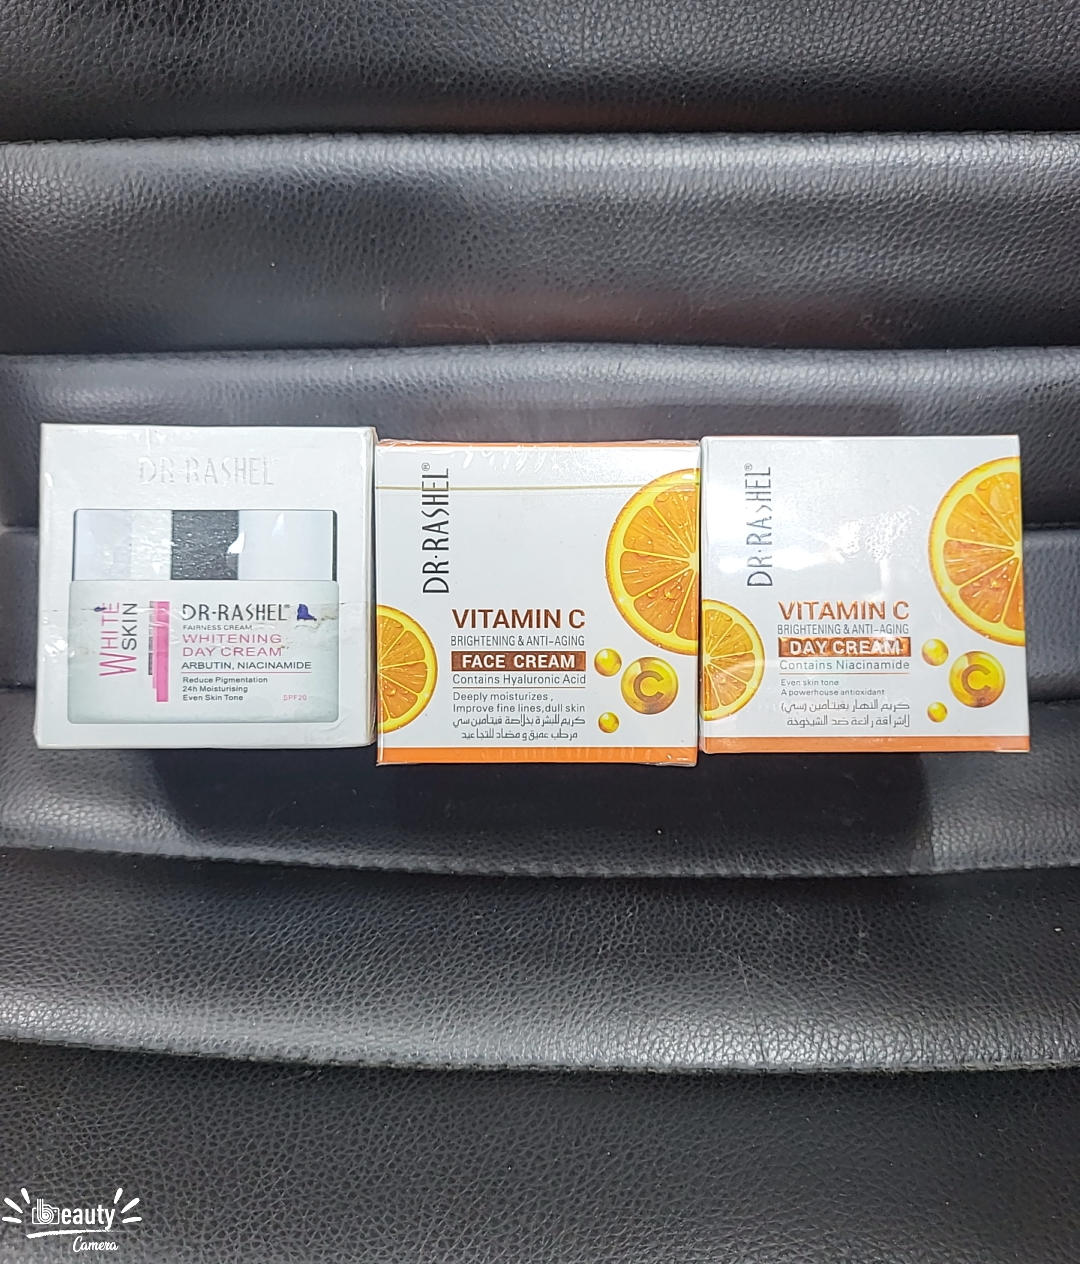 DR·RASHEL
WHITE
SKIN
DR·RASHEL
FAIRNESS CREAM
WHITENING
DAY CREAM
ARBUTIN, NIACINAMIDE
Reduce Pigmentation
24h Moisturising
Even Skin Tone
SPF20
DR·RASHEL®
VITAMIN C
BRIGHTENING & ANTI-AGING
FACE CREAM
Contains Hyaluronic Acid
Deeply moisturizes ,
Improve fine lines,dull skin
كريم للبشرة بخلاصة فيتامين سي
مرطب عميق و مضاد للتجاعيد
C
DR·RASHEL®
VITAMIN C
BRIGHTENING & ANTI-AGING
DAY CREAM
Contains Niacinamide
Even skin tone
A powerhouse antioxidant
كريم النهار بفيتامين (سي)
لاشراقة رائعة ضد الشيخوخة
C
beauty
Camera